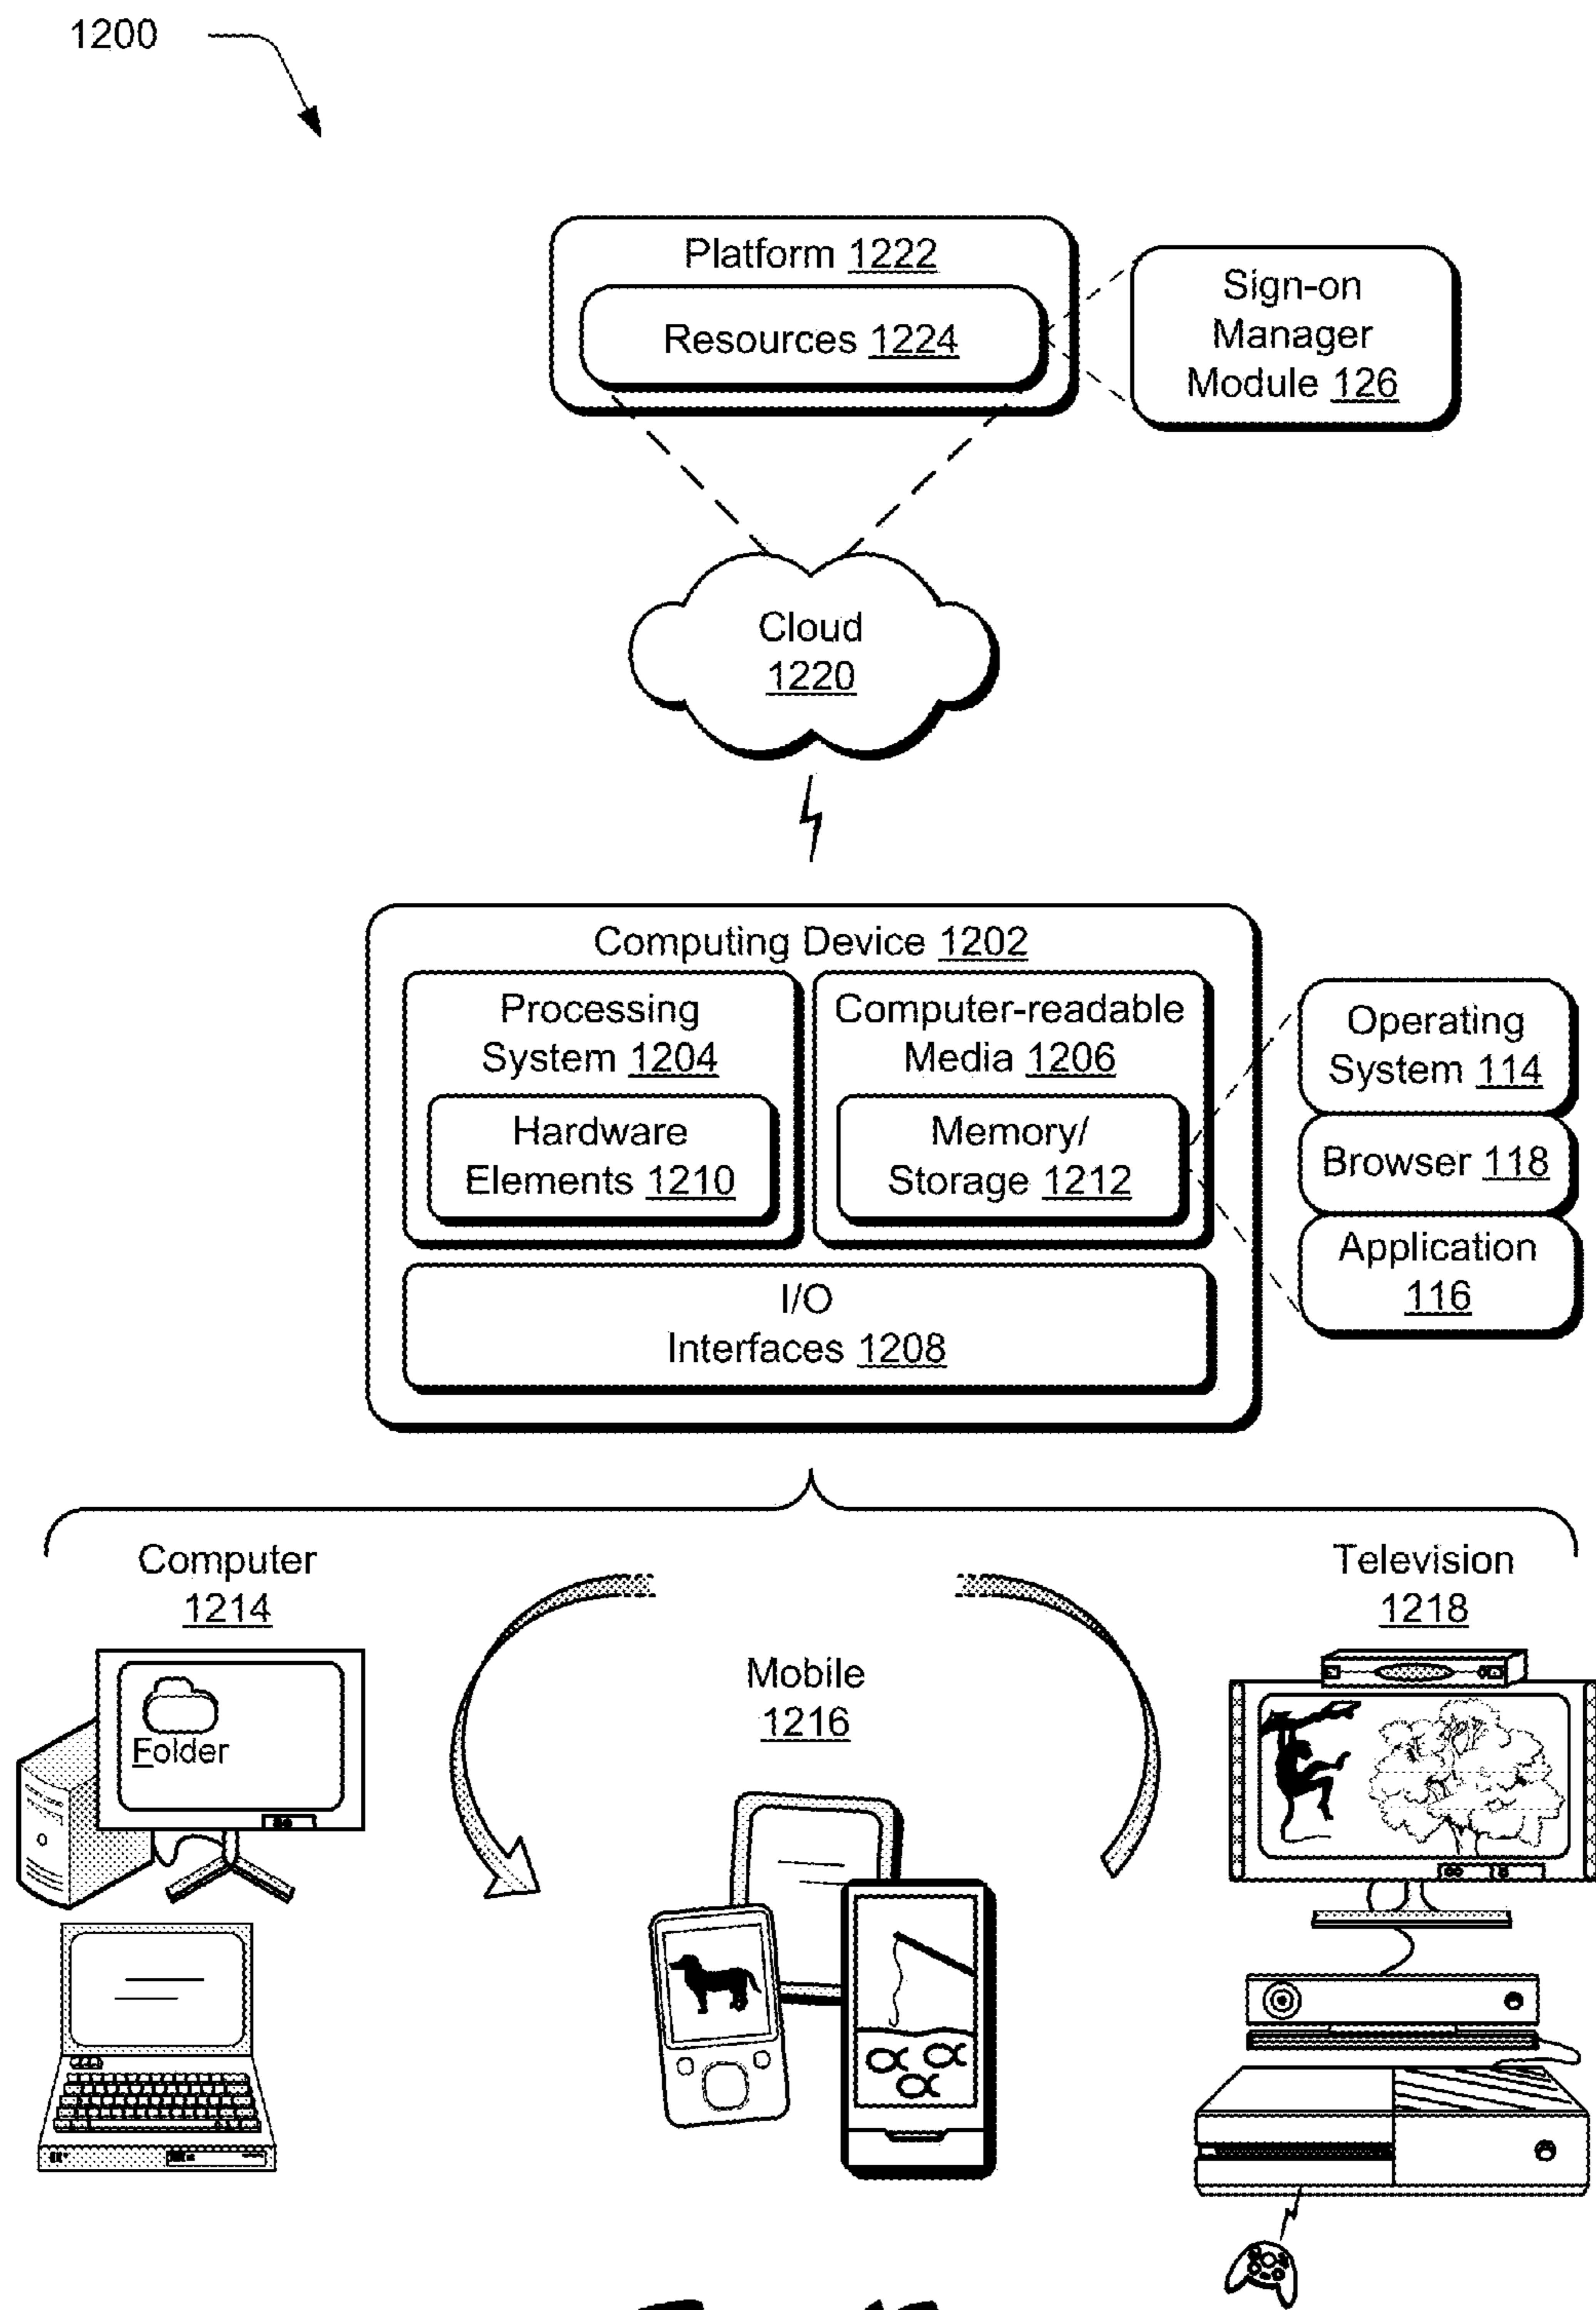 1200
Platform 1222
Resources 1224
Sign-on
Manager
Module 126
Cloud
1220
Computing Device 1202
Processing
System 1204
Hardware
Elements 1210
Computer-readable
Media 1206
Memory/
Storage 1212
I/O
Interfaces 1208
Operating
System 114
Browser 118
Application
116
Computer
1214
Folder
Mobile
1216
Television
1218